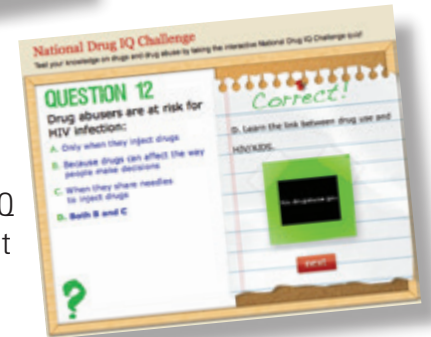 National Drug IQ Challenge
Test your knowledge on drugs and drug abuse by taking the interactive National Drug IQ Challenge quiz!
QUESTION 12
Drug abusers are at risk for
HIV infection:
A. Only when they inject drugs
B. Because drugs can affect the way
people make decisions
C. When they share needles
to inject drugs
D. Both B and C
?
Correct!
D. Learn the link between drug use and
HIV/AIDS.
next
Q
t